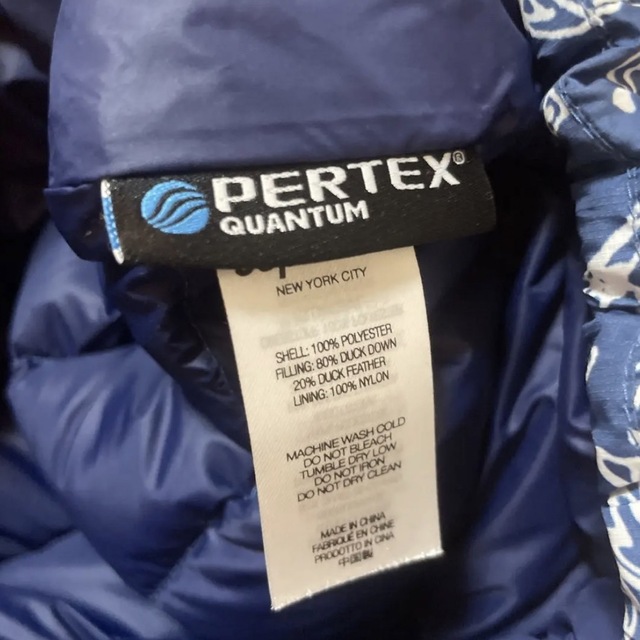 PERTEX®
QUANTUM
NEW YORK CITY
SHELL: 100% POLYESTER
FILLING: 80% DUCK DOWN
20% DUCK FEATHER
LINING: 100% NYLON
MACHINE WASH COLD
DO NOT BLEACH
TUMBLE DRY LOW
DO NOT IRON
DO NOT DRY CLEAN
MADE IN CHINA
FABRIQUÉ EN CHINE
PRODOTTO IN CINA
中国製